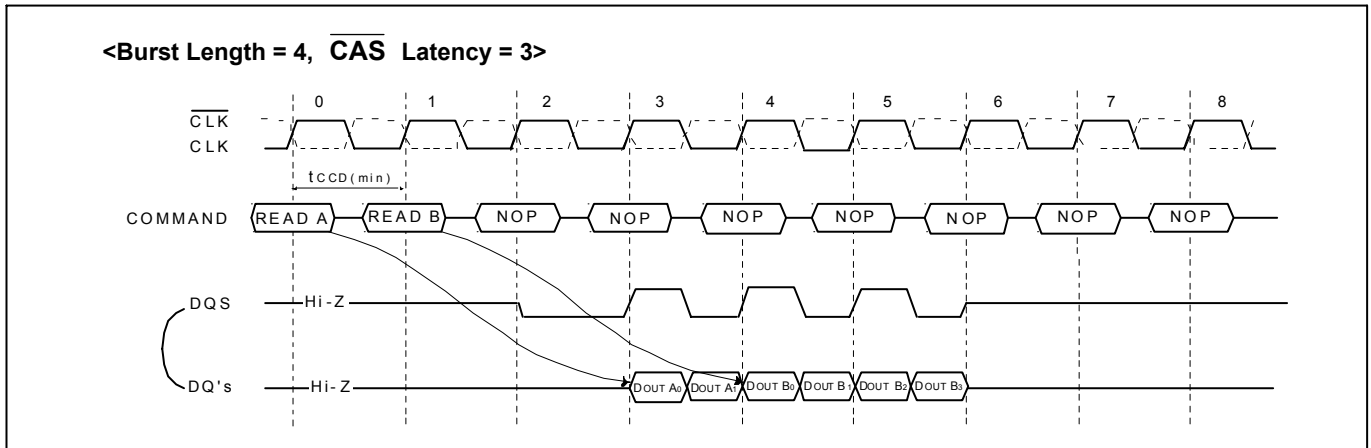 <Burst Length = 4, CAS Latency = 3>
0 1 2 3 4 5 6 7 8
CLK
CLK
tCCD(min)
COMMAND READ A READ B NOP NOP NOP NOP NOP NOP NOP
DQS Hi-Z
DQ's Hi-Z DOUT A0 DOUT A1 DOUT B0 DOUT B1 DOUT B2 DOUT B3